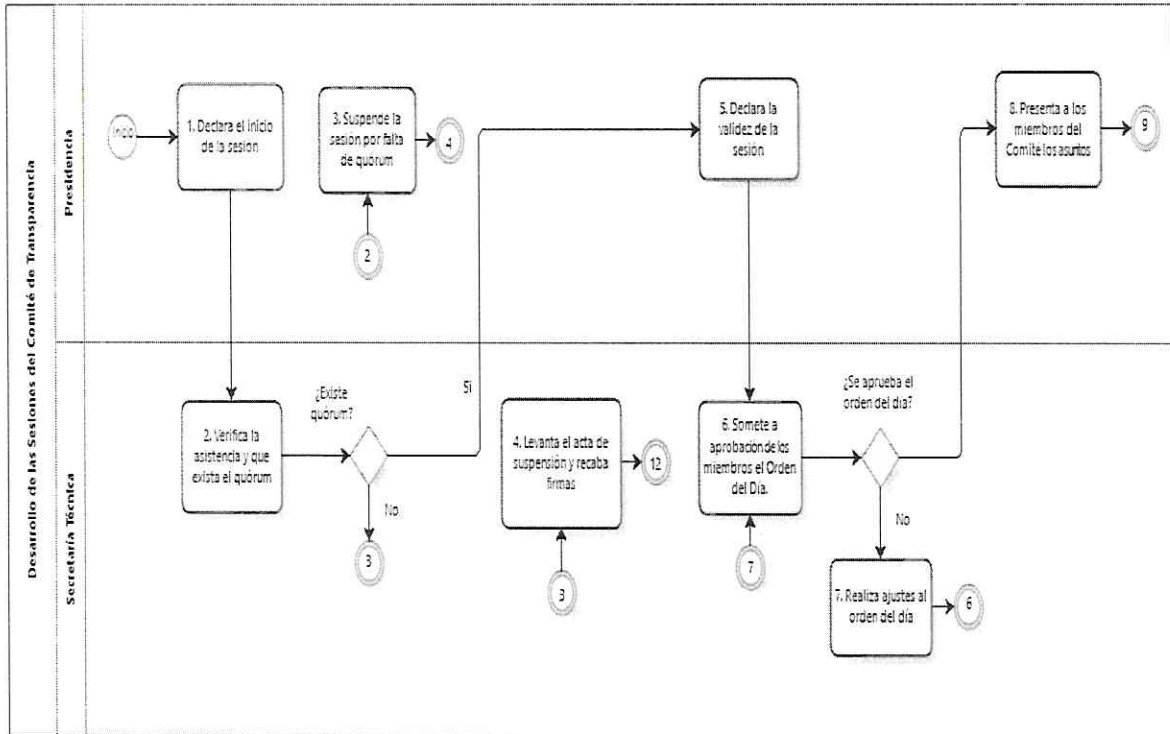 Desarrollo de las Sesiones del Comité de Transparencia
Presidencia
Inicio
1. Declara el inicio
de la sesión
3. Suspende la
sesión por falta
de quórum
4
2
5. Declara la
validez de la
sesión
8. Presenta a los
miembros del
Comité los asuntos
9
Secretaría Técnica
2. Verifica la
asistencia y que
exista el quórum
¿Existe
quórum?
Si
No
3
4. Levanta el acta de
suspensión y recaba
firmas
12
3
6. Somete a
aprobación de los
miembros el Orden
del Día.
7
¿Se aprueba el
orden del día?
No
7. Realiza ajustes al
orden del día
6